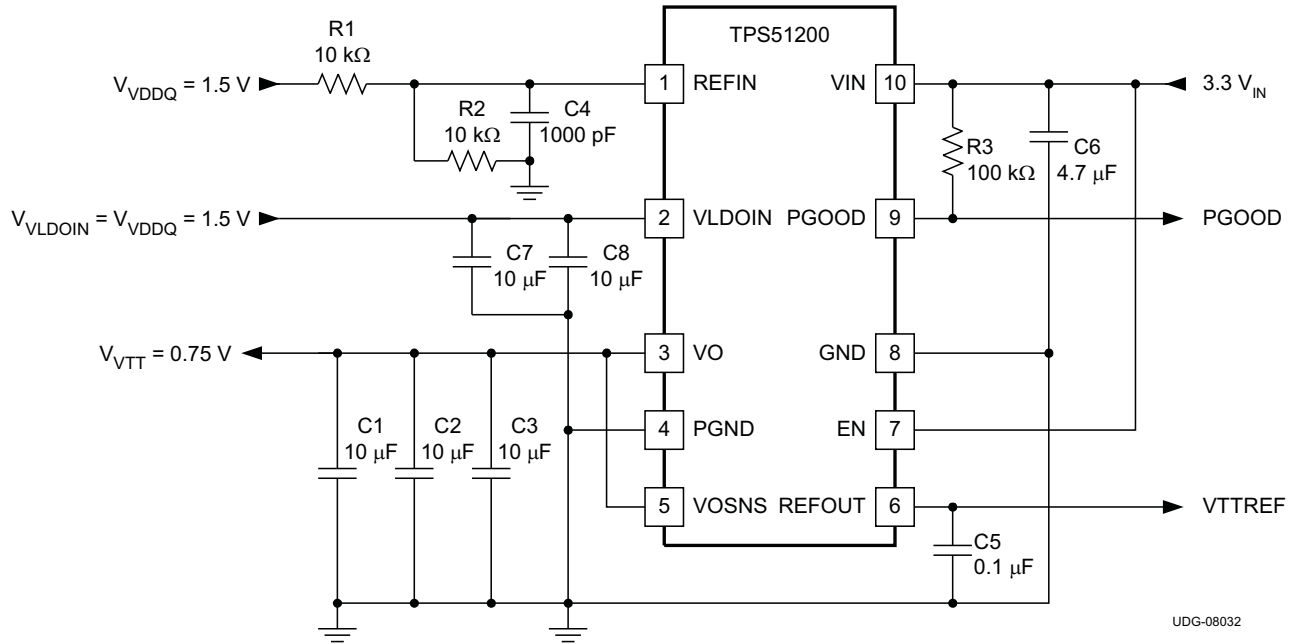 TPS51200
R1
10 kΩ
V_VDDQ = 1.5 V
1
REFIN
VIN
10
3.3 V_IN
R2
10 kΩ
C4
1000 pF
R3
100 kΩ
C6
4.7 μF
V_VLDOIN = V_VDDQ = 1.5 V
2
VLDOIN
PGOOD
9
PGOOD
C7
10 μF
C8
10 μF
V_VTT = 0.75 V
3
VO
GND
8
C1
10 μF
C2
10 μF
C3
10 μF
4
PGND
EN
7
5
VOSNS
REFOUT
6
VTTREF
C5
0.1 μF
UDG-08032